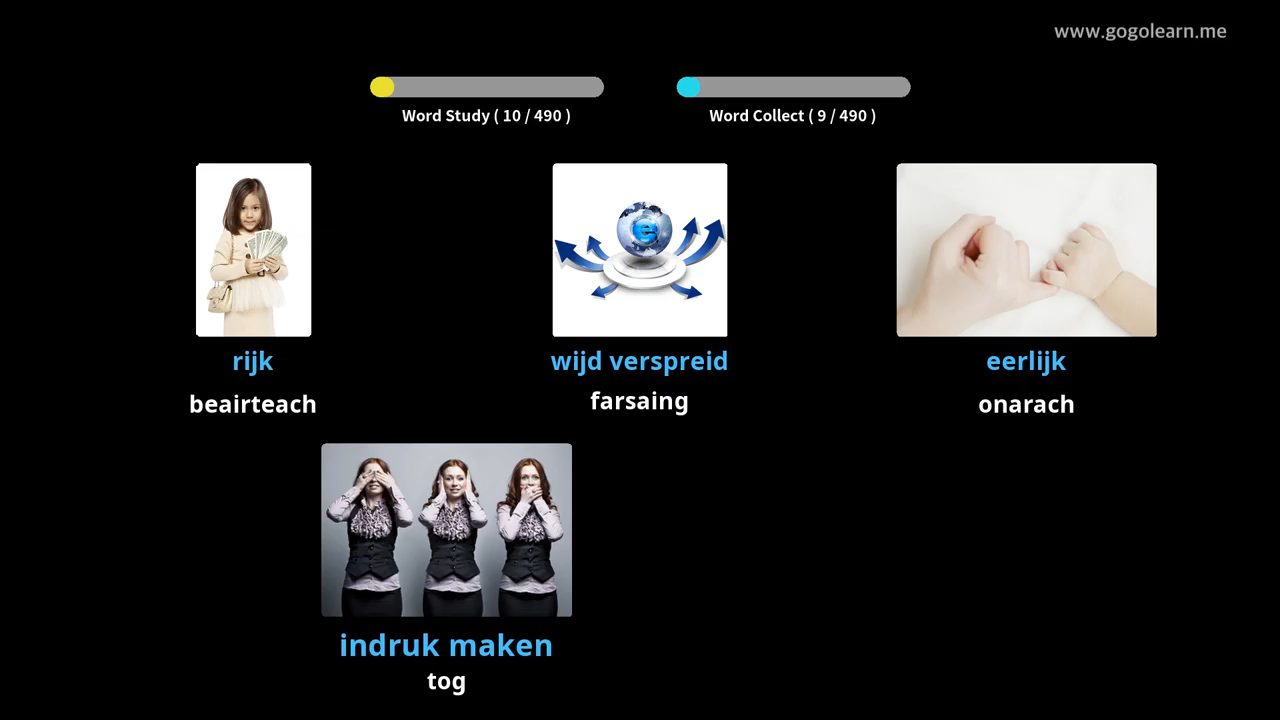 www.gogolearn.me
Word Study ( 10 / 490 )
Word Collect ( 9 / 490 )
e
rijk
wijd verspreid
eerlijk
beairteach
farsaing
onarach
indruk maken
tog